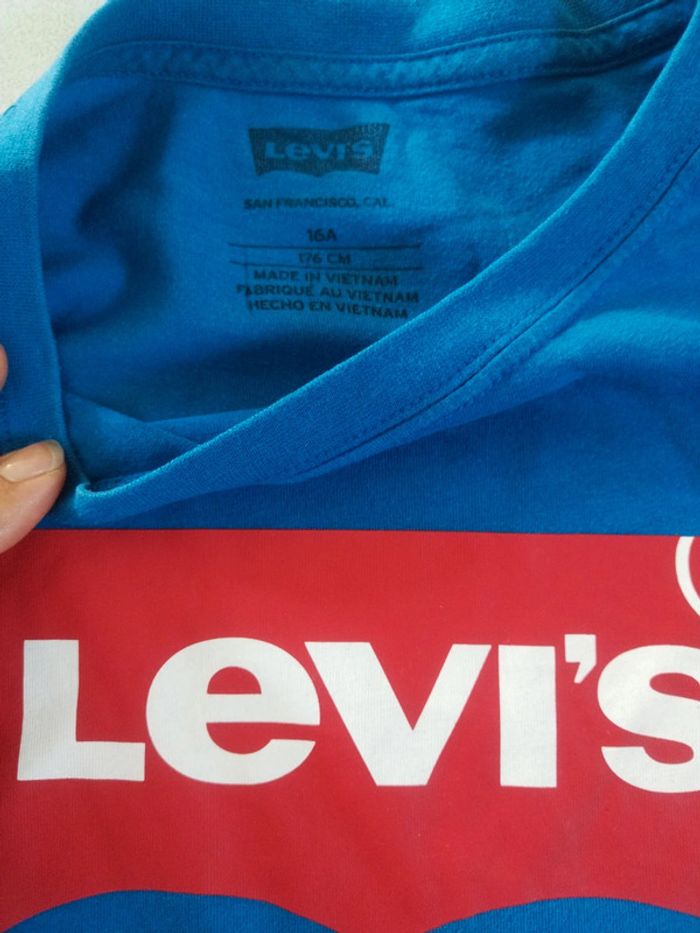 Levi's
SAN FRANCISCO, CAL.
16A
176 CM
MADE IN VIETNAM
FABRIQUÉ AU VIETNAM
HECHO EN VIETNAM
Levi's